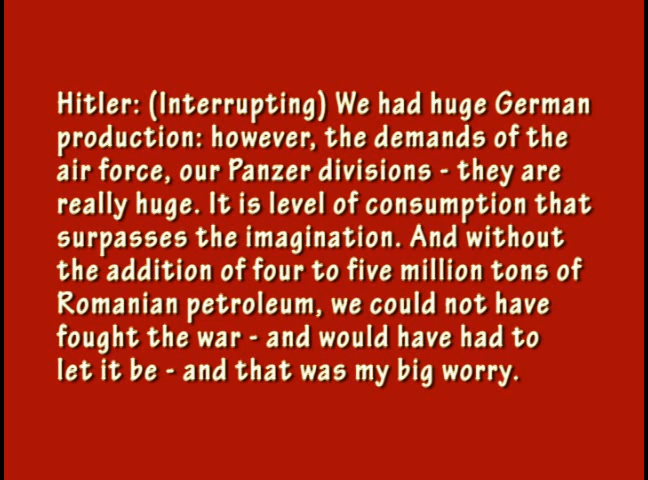 Hitler: (Interrupting) We had huge German
production: however, the demands of the
air force, our Panzer divisions - they are
really huge. It is level of consumption that
surpasses the imagination. And without
the addition of four to five million tons of
Romanian petroleum, we could not have
fought the war - and would have had to
let it be - and that was my big worry.